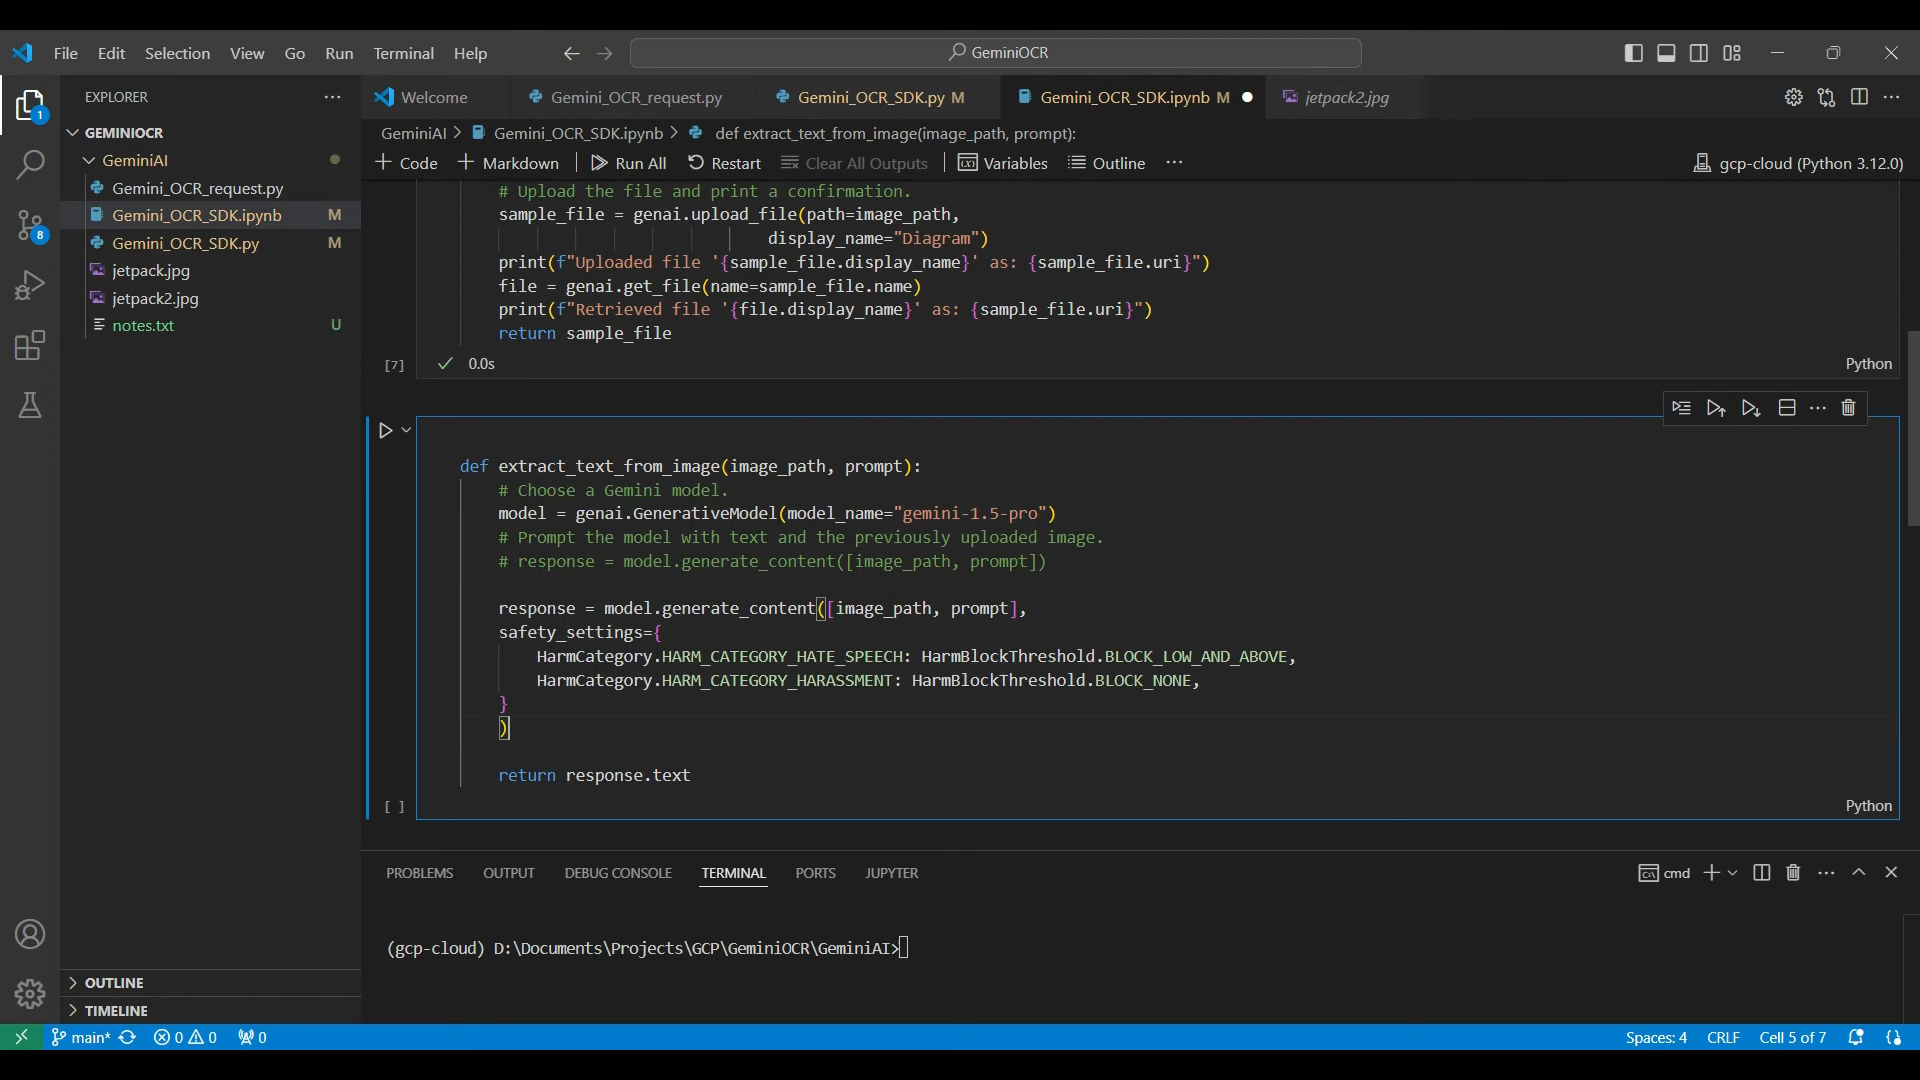 File Edit Selection View Go Run Terminal Help GeminiOCR
EXPLORER
Welcome Gemini_OCR_request.py Gemini_OCR_SDK.py M Gemini_OCR_SDK.ipynb M jetpack2.jpg
GEMINIOCR
GeminiAI
Gemini_OCR_request.py
Gemini_OCR_SDK.ipynb M
Gemini_OCR_SDK.py M
jetpack.jpg
jetpack2.jpg
notes.txt U
GeminiAI > Gemini_OCR_SDK.ipynb > def extract_text_from_image(image_path, prompt):
+ Code + Markdown Run All Restart Clear All Outputs Variables Outline ... gcp-cloud (Python 3.12.0)
# Upload the file and print a confirmation.
sample_file = genai.upload_file(path=image_path,
display_name="Diagram")
print(f"Uploaded file '{sample_file.display_name}' as: {sample_file.uri}")
file = genai.get_file(name=sample_file.name)
print(f"Retrieved file '{file.display_name}' as: {sample_file.uri}")
return sample_file
[7] 0.0s Python
def extract_text_from_image(image_path, prompt):
# Choose a Gemini model.
model = genai.GenerativeModel(model_name="gemini-1.5-pro")
# Prompt the model with text and the previously uploaded image.
# response = model.generate_content([image_path, prompt])
response = model.generate_content([image_path, prompt],
safety_settings={
HarmCategory.HARM_CATEGORY_HATE_SPEECH: HarmBlockThreshold.BLOCK_LOW_AND_ABOVE,
HarmCategory.HARM_CATEGORY_HARASSMENT: HarmBlockThreshold.BLOCK_NONE,
}
)
return response.text
[ ] Python
PROBLEMS OUTPUT DEBUG CONSOLE TERMINAL PORTS JUPYTER cmd
(gcp-cloud) D:\Documents\Projects\GCP\GeminiOCR\GeminiAI>
OUTLINE
TIMELINE
1
8
main* 0 0 0 Spaces: 4 CRLF Cell 5 of 7